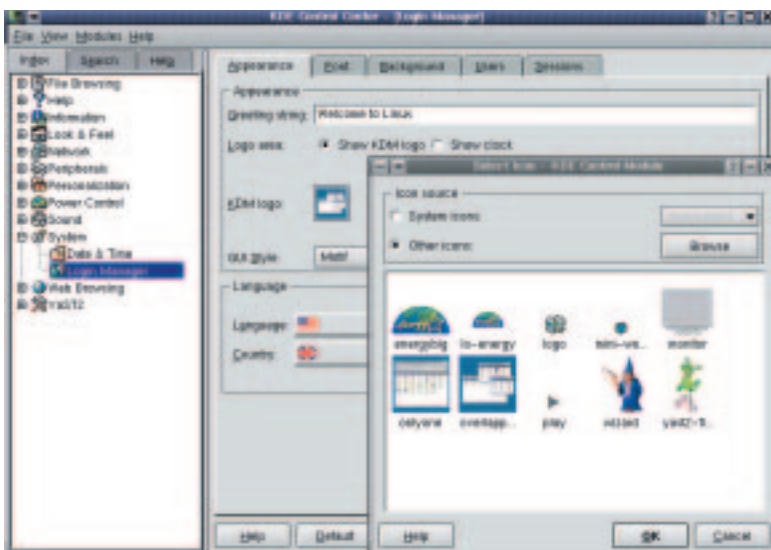 KDE Control Center - [Login Manager]
File View Modules Help
Index Search Help
File Browsing
Help
Information
Look & Feel
Network
Peripherals
Personalization
Power Control
Sound
System
Date & Time
Login Manager
Web Browsing
YaST2
Appearance Font Background Users Sessions
Appearance
Greeting string: Welcome to Linux
Logo area: Show KDM logo Show clock
KDM logo:
GUI Style: Motif
Language
Language:
Country:
Help Default
Select Icon - KDE Control Module
Icon source
System icons:
Other icons: Browse
energybig lo-energy logo mini-we... monitor
onlyone overlapp... play wizard yast2-
Help OK Cancel